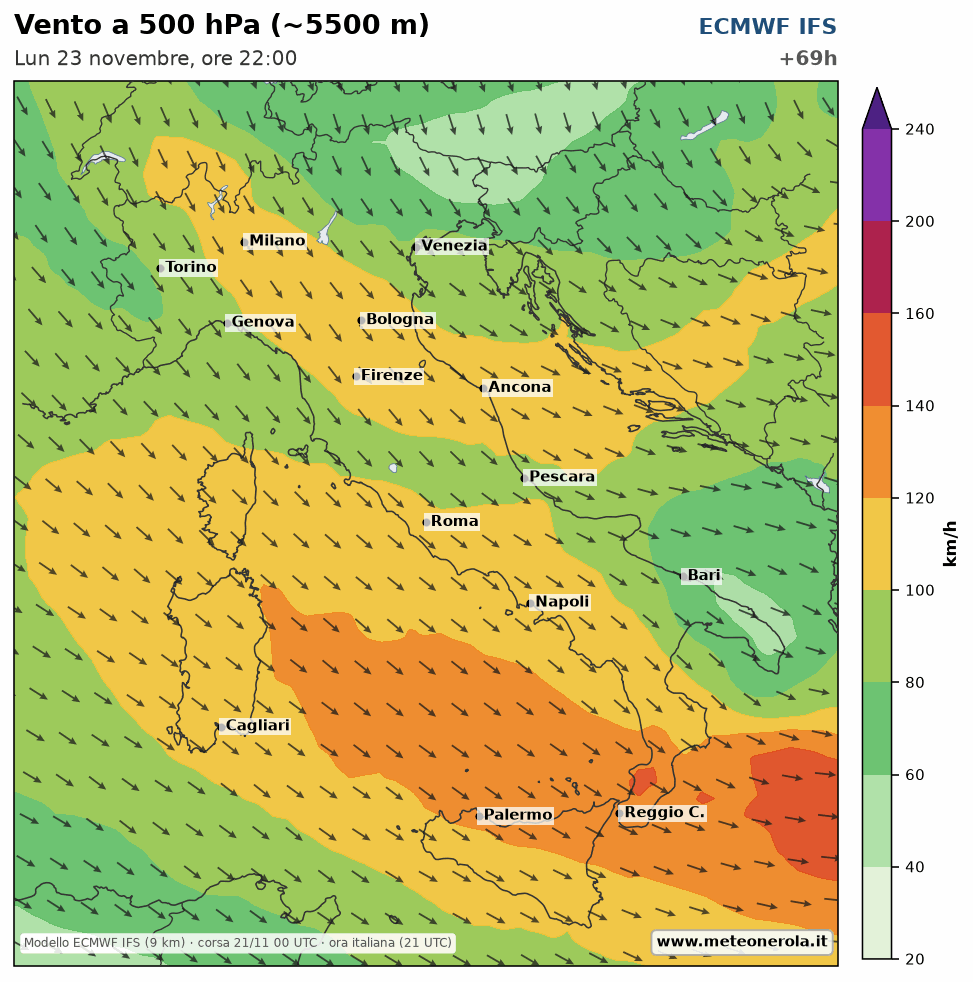 Vento a 500 hPa (~5500 m)
ECMWF IFS
Lun 23 novembre, ore 22:00
+69h
240
200
160
140
120
100
80
60
40
20
km/h
Milano
Venezia
Torino
Genova
Bologna
Firenze
Ancona
Pescara
Roma
Bari
Napoli
Cagliari
Palermo
Reggio C.
Modello ECMWF IFS (9 km) · corsa 21/11 00 UTC · ora italiana (21 UTC)
www.meteonerola.it